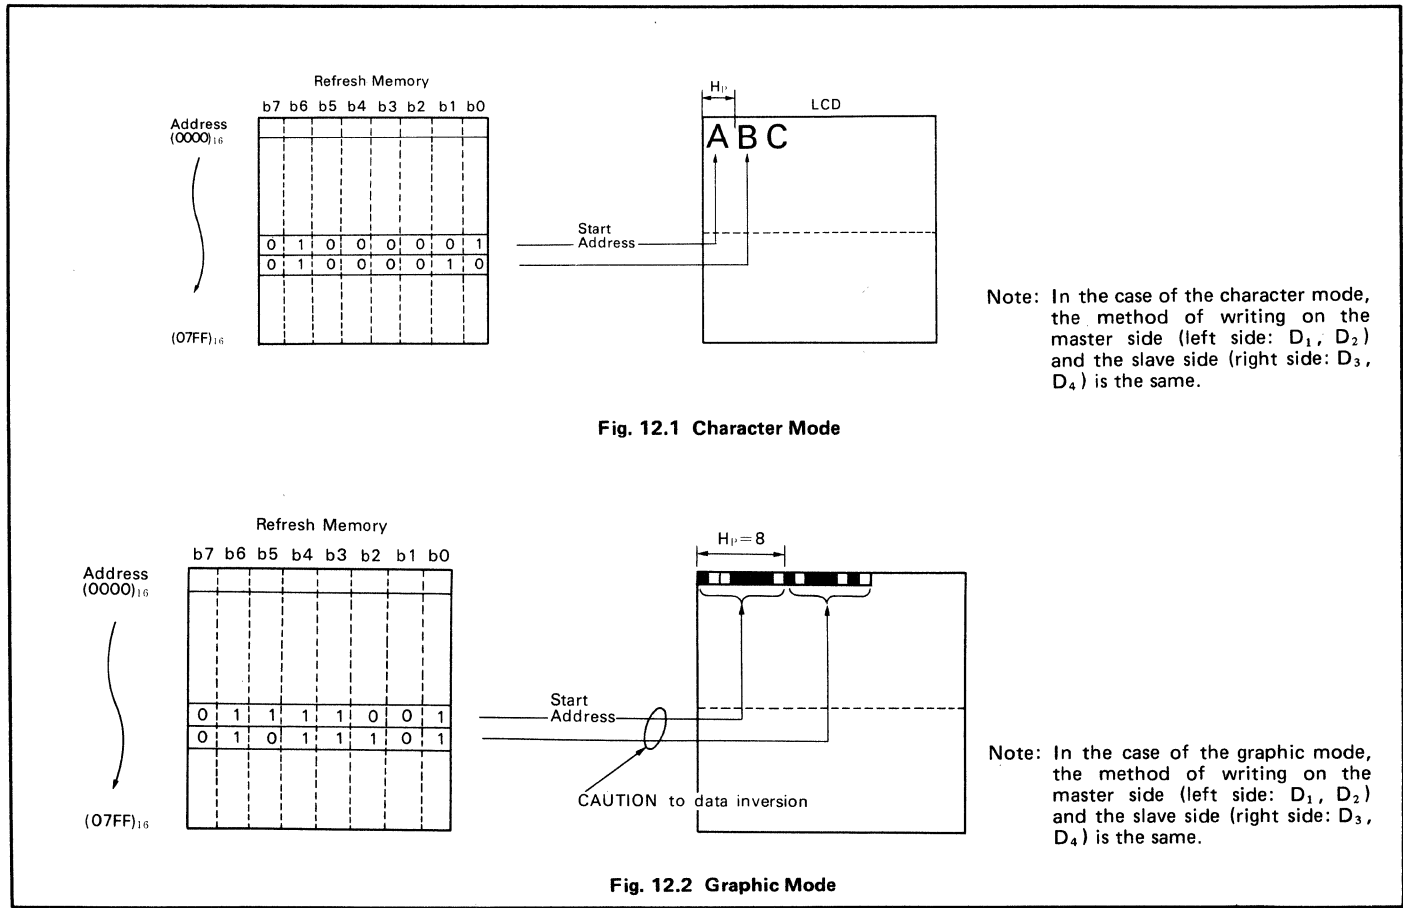 Refresh Memory
b7 b6 b5 b4 b3 b2 b1 b0
Address
(0000)₁₆
0 1 0 0 0 0 0 1
0 1 0 0 0 0 1 0
(07FF)₁₆
H_P
LCD
A B C
Start
Address
Note: In the case of the character mode,
the method of writing on the
master side (left side: D₁, D₂)
and the slave side (right side: D₃,
D₄) is the same.
Fig. 12.1 Character Mode
Refresh Memory
b7 b6 b5 b4 b3 b2 b1 b0
Address
(0000)₁₆
0 1 1 1 1 0 0 1
0 1 0 1 1 1 0 1
(07FF)₁₆
H_P=8
Start
Address
CAUTION to data inversion
Note: In the case of the graphic mode,
the method of writing on the
master side (left side: D₁, D₂)
and the slave side (right side: D₃,
D₄) is the same.
Fig. 12.2 Graphic Mode